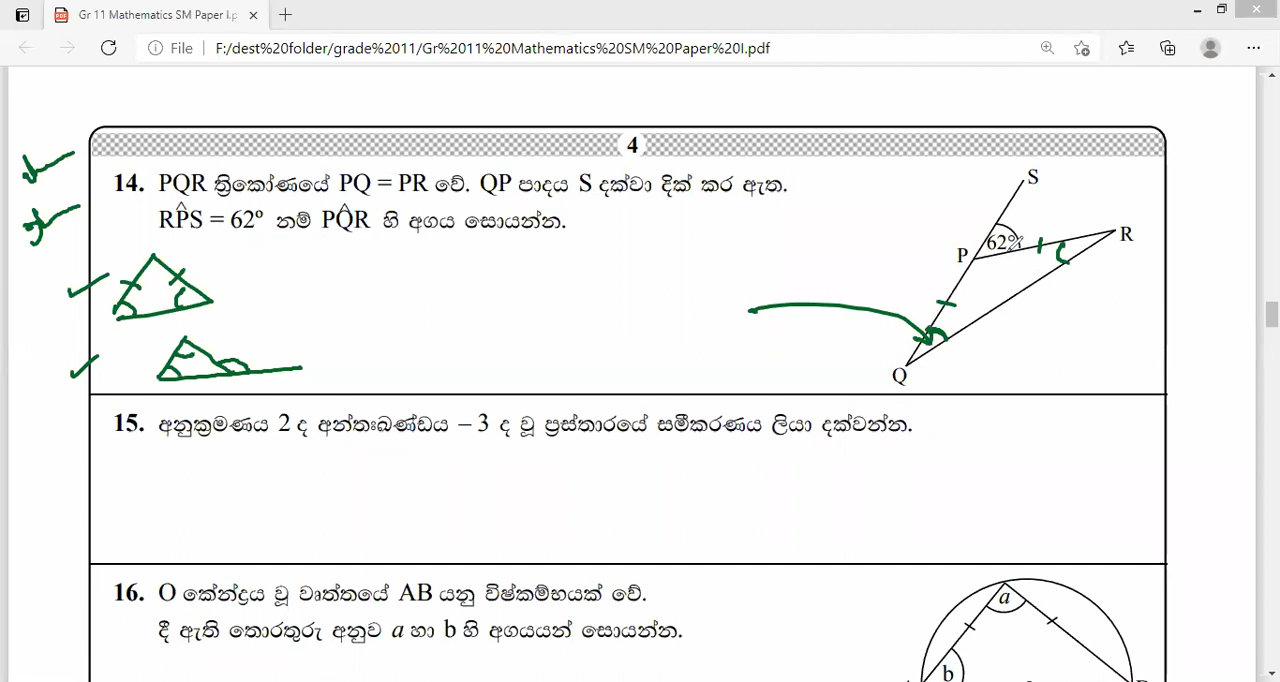 Gr 11 Mathematics SM Paper I.p
File F:/dest%20folder/grade%2011/Gr%2011%20Mathematics%20SM%20Paper%20I.pdf
4
14. PQR ත්‍රිකෝණයේ PQ = PR වේ. QP පාදය S දක්වා දික් කර ඇත.
RP̂S = 62º නම් PQ̂R හි අගය සොයන්න.
S
R
P
62º
Q
15. අනුක්‍රමණය 2 ද අන්තඃඛණ්ඩය – 3 ද වූ ප්‍රස්තාරයේ සමීකරණය ලියා දක්වන්න.
16. O කේන්ද්‍රය වූ වෘත්තයේ AB යනු විෂ්කම්භයක් වේ.
දී ඇති තොරතුරු අනුව a හා b හි අගයයන් සොයන්න.
a
b